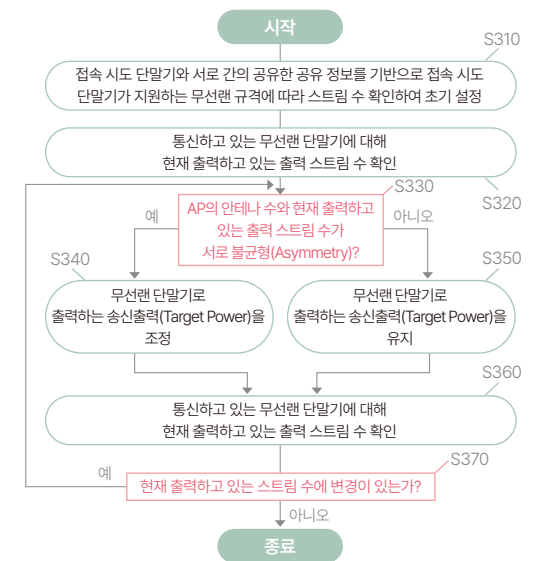 시작
S310
접속 시도 단말기와 서로 간의 공유한 공유 정보를 기반으로 접속 시도
단말기가 지원하는 무선랜 규격에 따라 스트림 수 확인하여 초기 설정
통신하고 있는 무선랜 단말기에 대해
현재 출력하고 있는 출력 스트림 수 확인
S320
S330
AP의 안테나 수와 현재 출력하고
있는 출력 스트림 수가
서로 불균형(Asymmetry)?
예
아니오
S340
무선랜 단말기로
출력하는 송신출력(Target Power)을
조정
S350
무선랜 단말기로
출력하는 송신출력(Target Power)을
유지
S360
통신하고 있는 무선랜 단말기에 대해
현재 출력하고 있는 출력 스트림 수 확인
S370
예
현재 출력하고 있는 스트림 수에 변경이 있는가?
아니오
종료